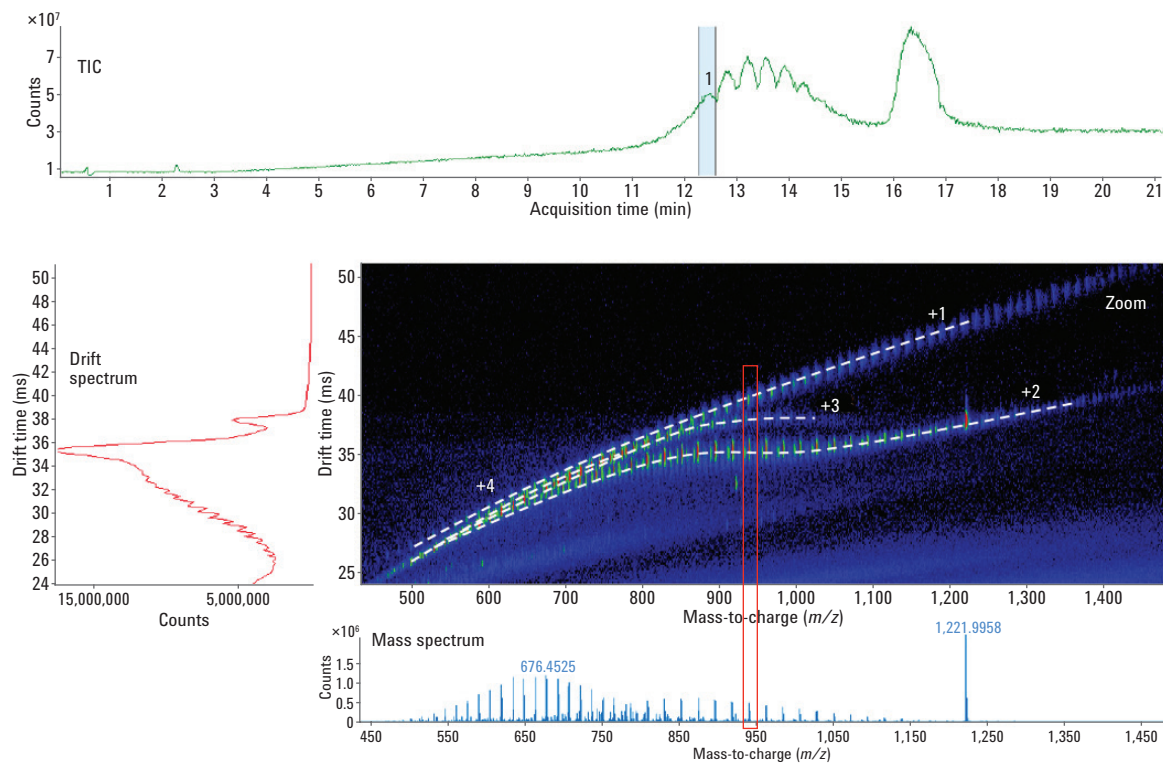 ×10⁷
TIC
Counts
7
5
3
1
1
1 2 3 4 5 6 7 8 9 10 11 12 13 14 15 16 17 18 19 20 21
Acquisition time (min)
Drift spectrum
Drift time (ms)
50
48
46
44
42
40
38
36
34
32
30
28
26
24
15,000,000 5,000,000
Counts
Zoom
+1
+2
+3
+4
Drift time (ms)
50
45
40
35
30
25
500 600 700 800 900 1,000 1,100 1,200 1,300 1,400
Mass-to-charge (m/z)
×10⁶
Mass spectrum
676.4525
1,221.9958
Counts
1.5
1.0
0.5
0
450 550 650 750 850 950 1,050 1,150 1,250 1,350 1,450
Mass-to-charge (m/z)